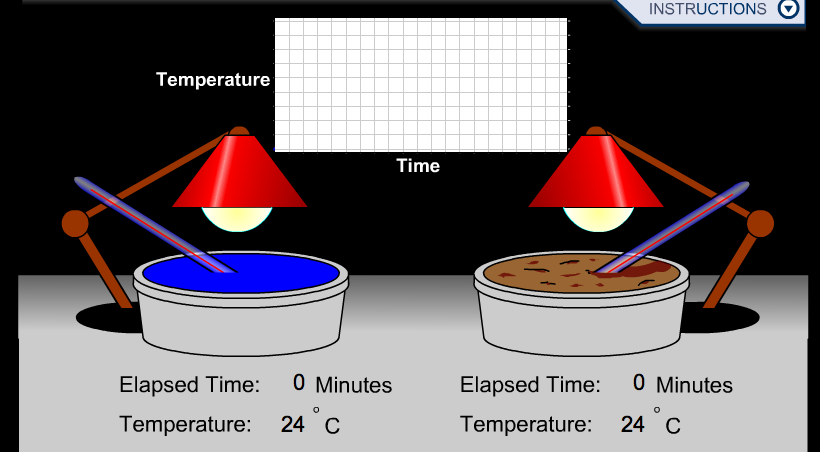 INSTRUCTIONS
Temperature
Time
Elapsed Time: 0 Minutes
Temperature: 24 °C
Elapsed Time: 0 Minutes
Temperature: 24 °C